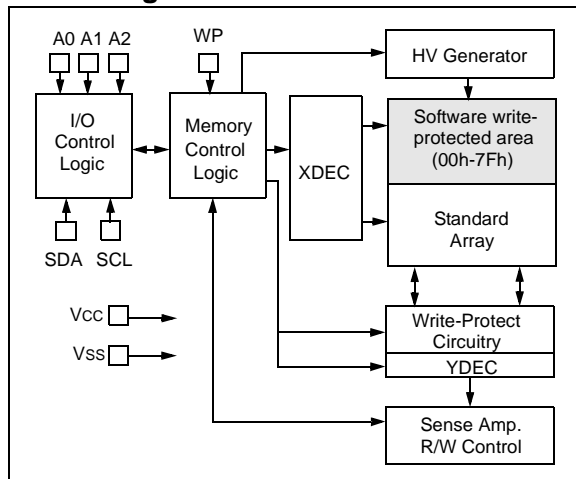 A0 A1 A2
WP
HV Generator
I/O
Control
Logic
Memory
Control
Logic
XDEC
Software write-
protected area
(00h-7Fh)
Standard
Array
SDA SCL
Vcc
Vss
Write-Protect
Circuitry
YDEC
Sense Amp.
R/W Control